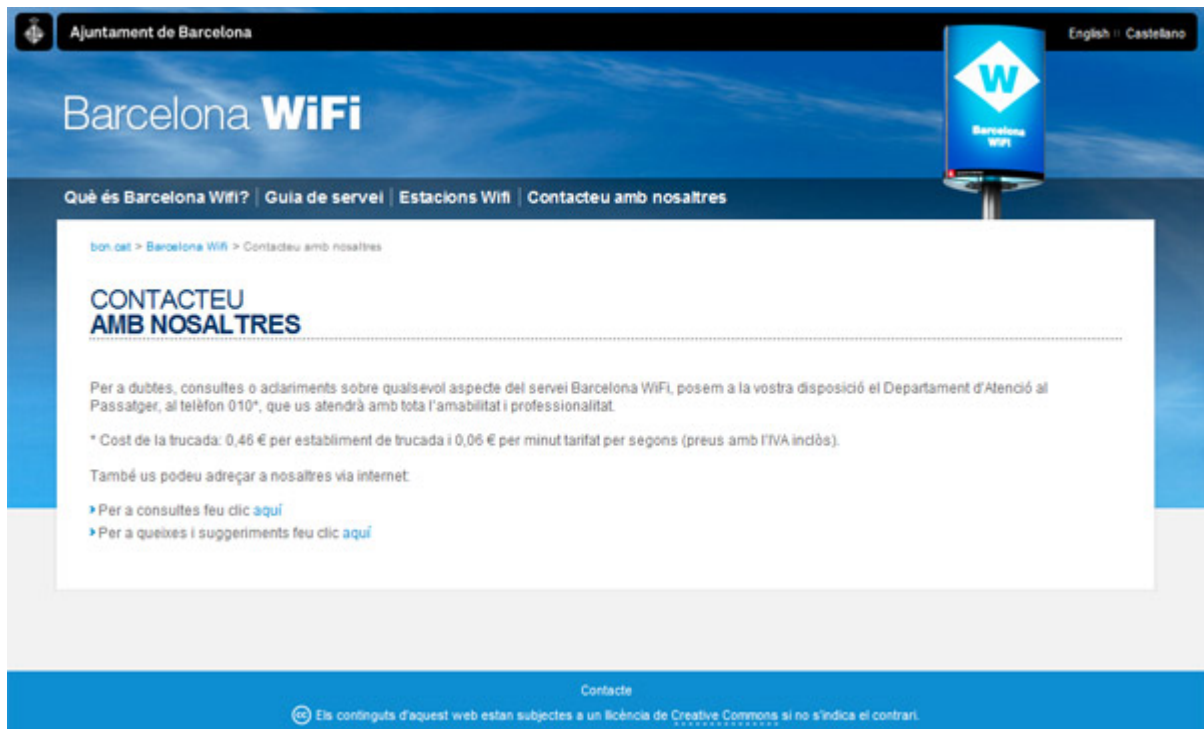 Ajuntament de Barcelona
English Castellano
Barcelona WiFi
W
Barcelona
WiFi
Què és Barcelona Wifi? | Guia de servei | Estacions Wifi | Contacteu amb nosaltres
bcn.cat > Barcelona Wifi > Contacteu amb nosaltres
CONTACTEU
AMB NOSALTRES
Per a dubtes, consultes o aclariments sobre qualsevol aspecte del servei Barcelona WiFi, posem a la vostra disposició el Departament d'Atenció al
Passatger, al telèfon 010*, que us atendrà amb tota l'amabilitat i professionalitat.
* Cost de la trucada: 0,46 € per establiment de trucada i 0,06 € per minut tarifat per segons (preus amb l'IVA inclòs).
També us podeu adreçar a nosaltres via internet:
Per a consultes feu clic aquí
Per a queixes i suggeriments feu clic aquí
Contacte
cc Els continguts d'aquest web estan subjectes a un llicència de Creative Commons si no s'indica el contrari.